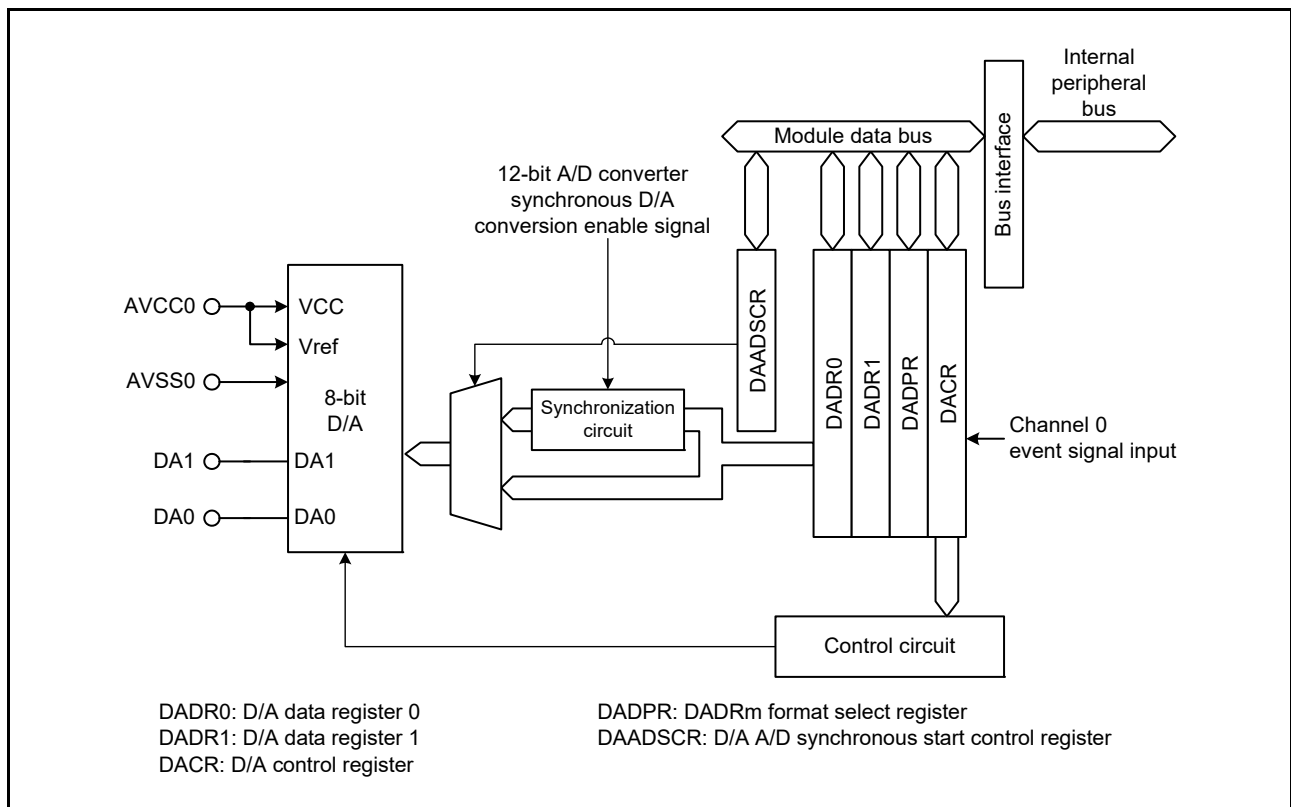 Internal
peripheral
bus
Module data bus
Bus interface
12-bit A/D converter
synchronous D/A
conversion enable signal
AVCC0
VCC
Vref
AVSS0
8-bit
D/A
DA1
DA1
DA0
DA0
Synchronization
circuit
DAADSCR
DADR0
DADR1
DADPR
DACR
Channel 0
event signal input
Control circuit
DADR0: D/A data register 0
DADR1: D/A data register 1
DACR: D/A control register
DADPR: DADRm format select register
DAADSCR: D/A A/D synchronous start control register